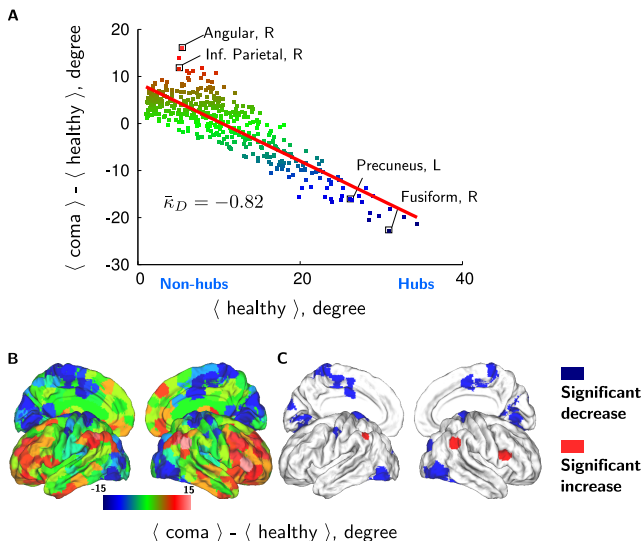 A
Angular, R
Inf. Parietal, R
20
10
0
-10
-20
-30
⟨ coma ⟩ - ⟨ healthy ⟩, degree
Precuneus, L
Fusiform, R
κ̄_D = −0.82
0
20
40
Non-hubs
Hubs
⟨ healthy ⟩, degree
B
C
Significant
decrease
Significant
increase
-15
15
⟨ coma ⟩ - ⟨ healthy ⟩, degree